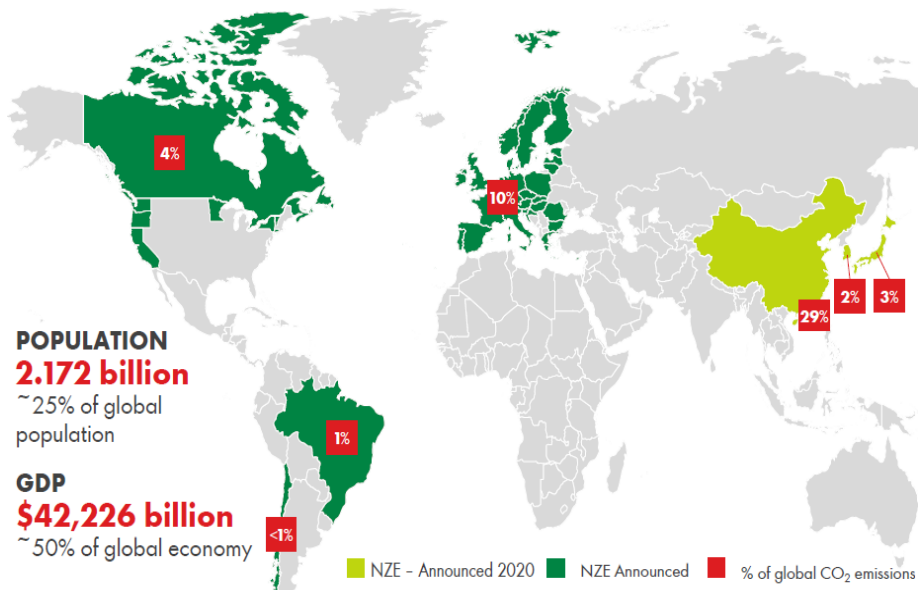 4%
10%
2%
3%
29%
POPULATION
2.172 billion
~25% of global
population
1%
GDP
$42,226 billion
~50% of global economy
<1%
NZE – Announced 2020
NZE Announced
% of global CO₂ emissions